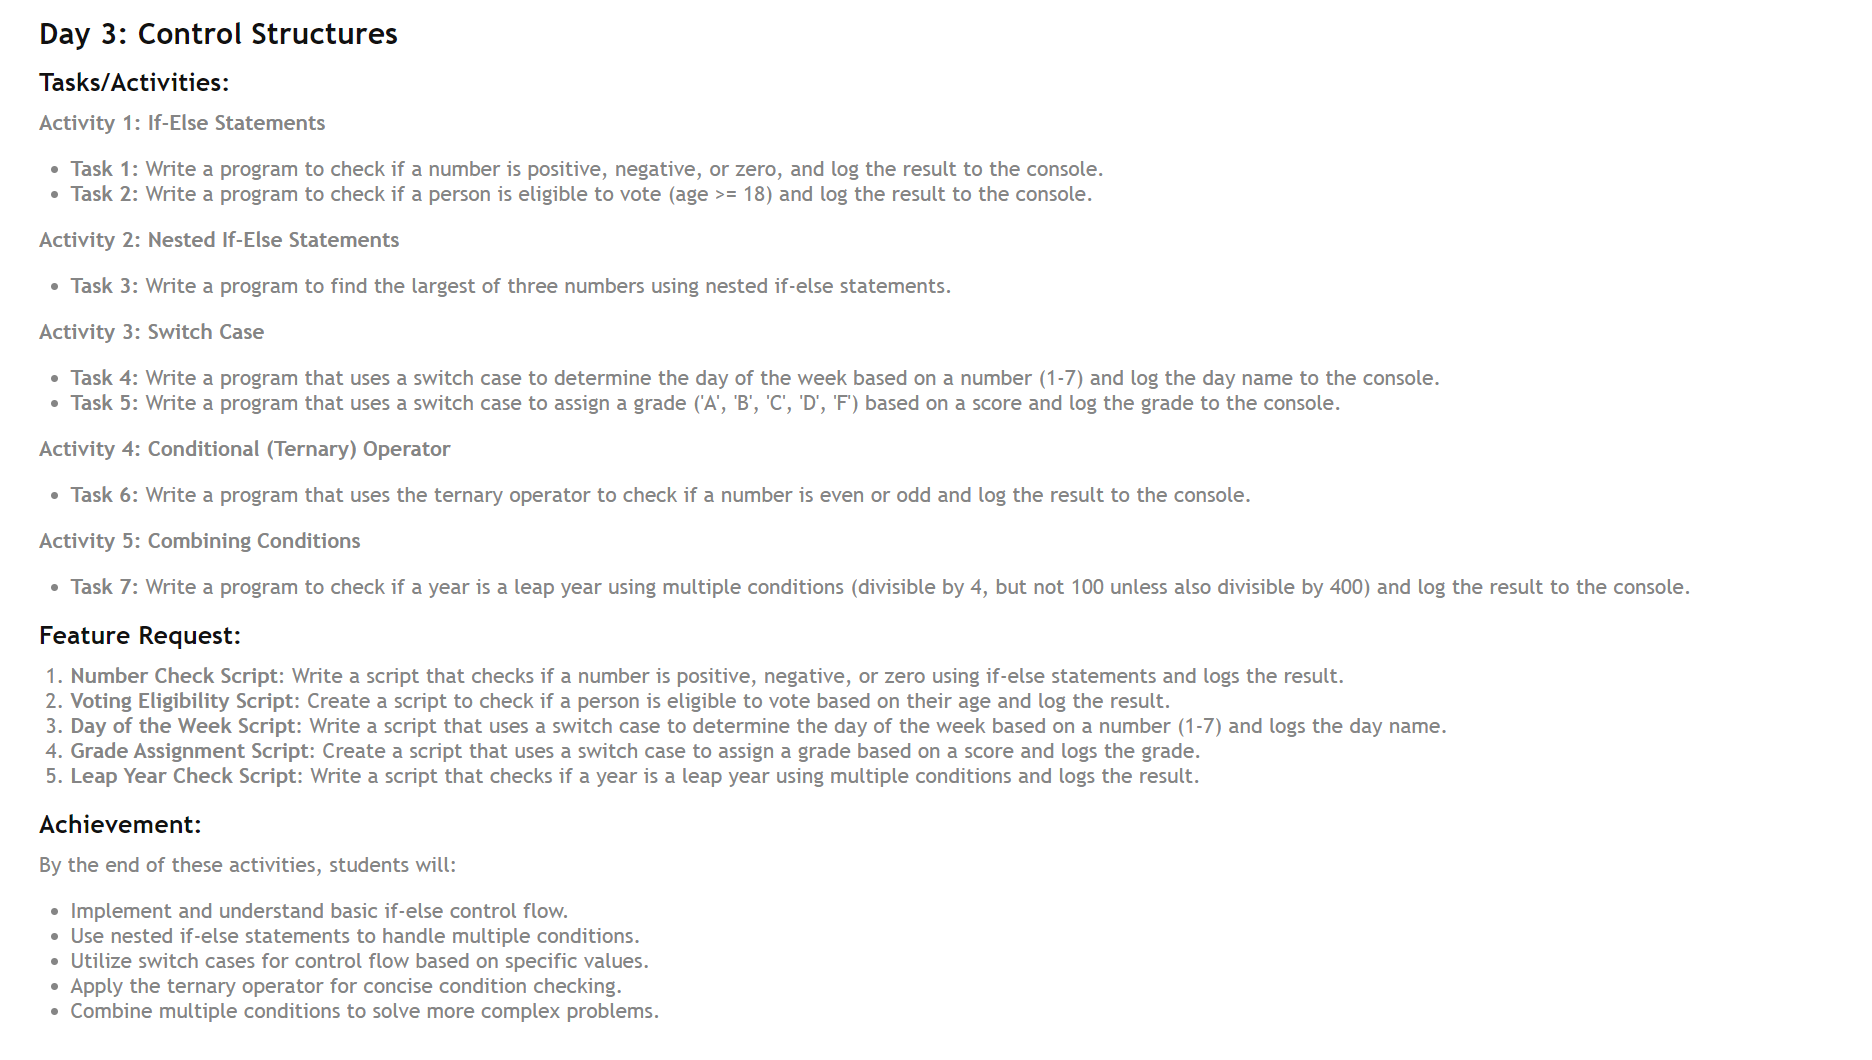 Day 3: Control Structures
Tasks/Activities:
Activity 1: If-Else Statements
• Task 1: Write a program to check if a number is positive, negative, or zero, and log the result to the console.
• Task 2: Write a program to check if a person is eligible to vote (age >= 18) and log the result to the console.
Activity 2: Nested If-Else Statements
• Task 3: Write a program to find the largest of three numbers using nested if-else statements.
Activity 3: Switch Case
• Task 4: Write a program that uses a switch case to determine the day of the week based on a number (1-7) and log the day name to the console.
• Task 5: Write a program that uses a switch case to assign a grade ('A', 'B', 'C', 'D', 'F') based on a score and log the grade to the console.
Activity 4: Conditional (Ternary) Operator
• Task 6: Write a program that uses the ternary operator to check if a number is even or odd and log the result to the console.
Activity 5: Combining Conditions
• Task 7: Write a program to check if a year is a leap year using multiple conditions (divisible by 4, but not 100 unless also divisible by 400) and log the result to the console.
Feature Request:
1. Number Check Script: Write a script that checks if a number is positive, negative, or zero using if-else statements and logs the result.
2. Voting Eligibility Script: Create a script to check if a person is eligible to vote based on their age and log the result.
3. Day of the Week Script: Write a script that uses a switch case to determine the day of the week based on a number (1-7) and logs the day name.
4. Grade Assignment Script: Create a script that uses a switch case to assign a grade based on a score and logs the grade.
5. Leap Year Check Script: Write a script that checks if a year is a leap year using multiple conditions and logs the result.
Achievement:
By the end of these activities, students will:
• Implement and understand basic if-else control flow.
• Use nested if-else statements to handle multiple conditions.
• Utilize switch cases for control flow based on specific values.
• Apply the ternary operator for concise condition checking.
• Combine multiple conditions to solve more complex problems.